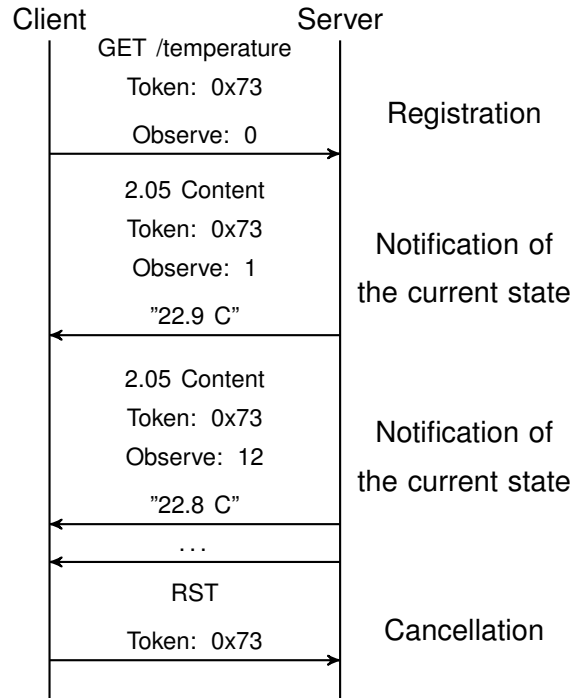 Client Server
GET /temperature
Token: 0x73
Observe: 0
Registration
2.05 Content
Token: 0x73
Observe: 1
”22.9 C”
Notification of
the current state
2.05 Content
Token: 0x73
Observe: 12
”22.8 C”
Notification of
the current state
. . .
RST
Token: 0x73
Cancellation